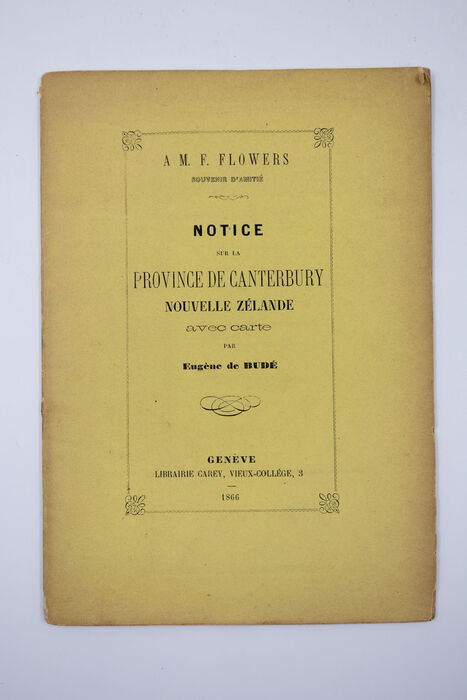 A M. F. FLOWERS
SOUVENIR D'AMITIÉ
NOTICE
SUR LA
PROVINCE DE CANTERBURY
NOUVELLE ZÉLANDE
avec carte
PAR
Eugène de BUDÉ
GENÈVE
LIBRAIRIE CAREY, VIEUX-COLLÉGE, 3
1866